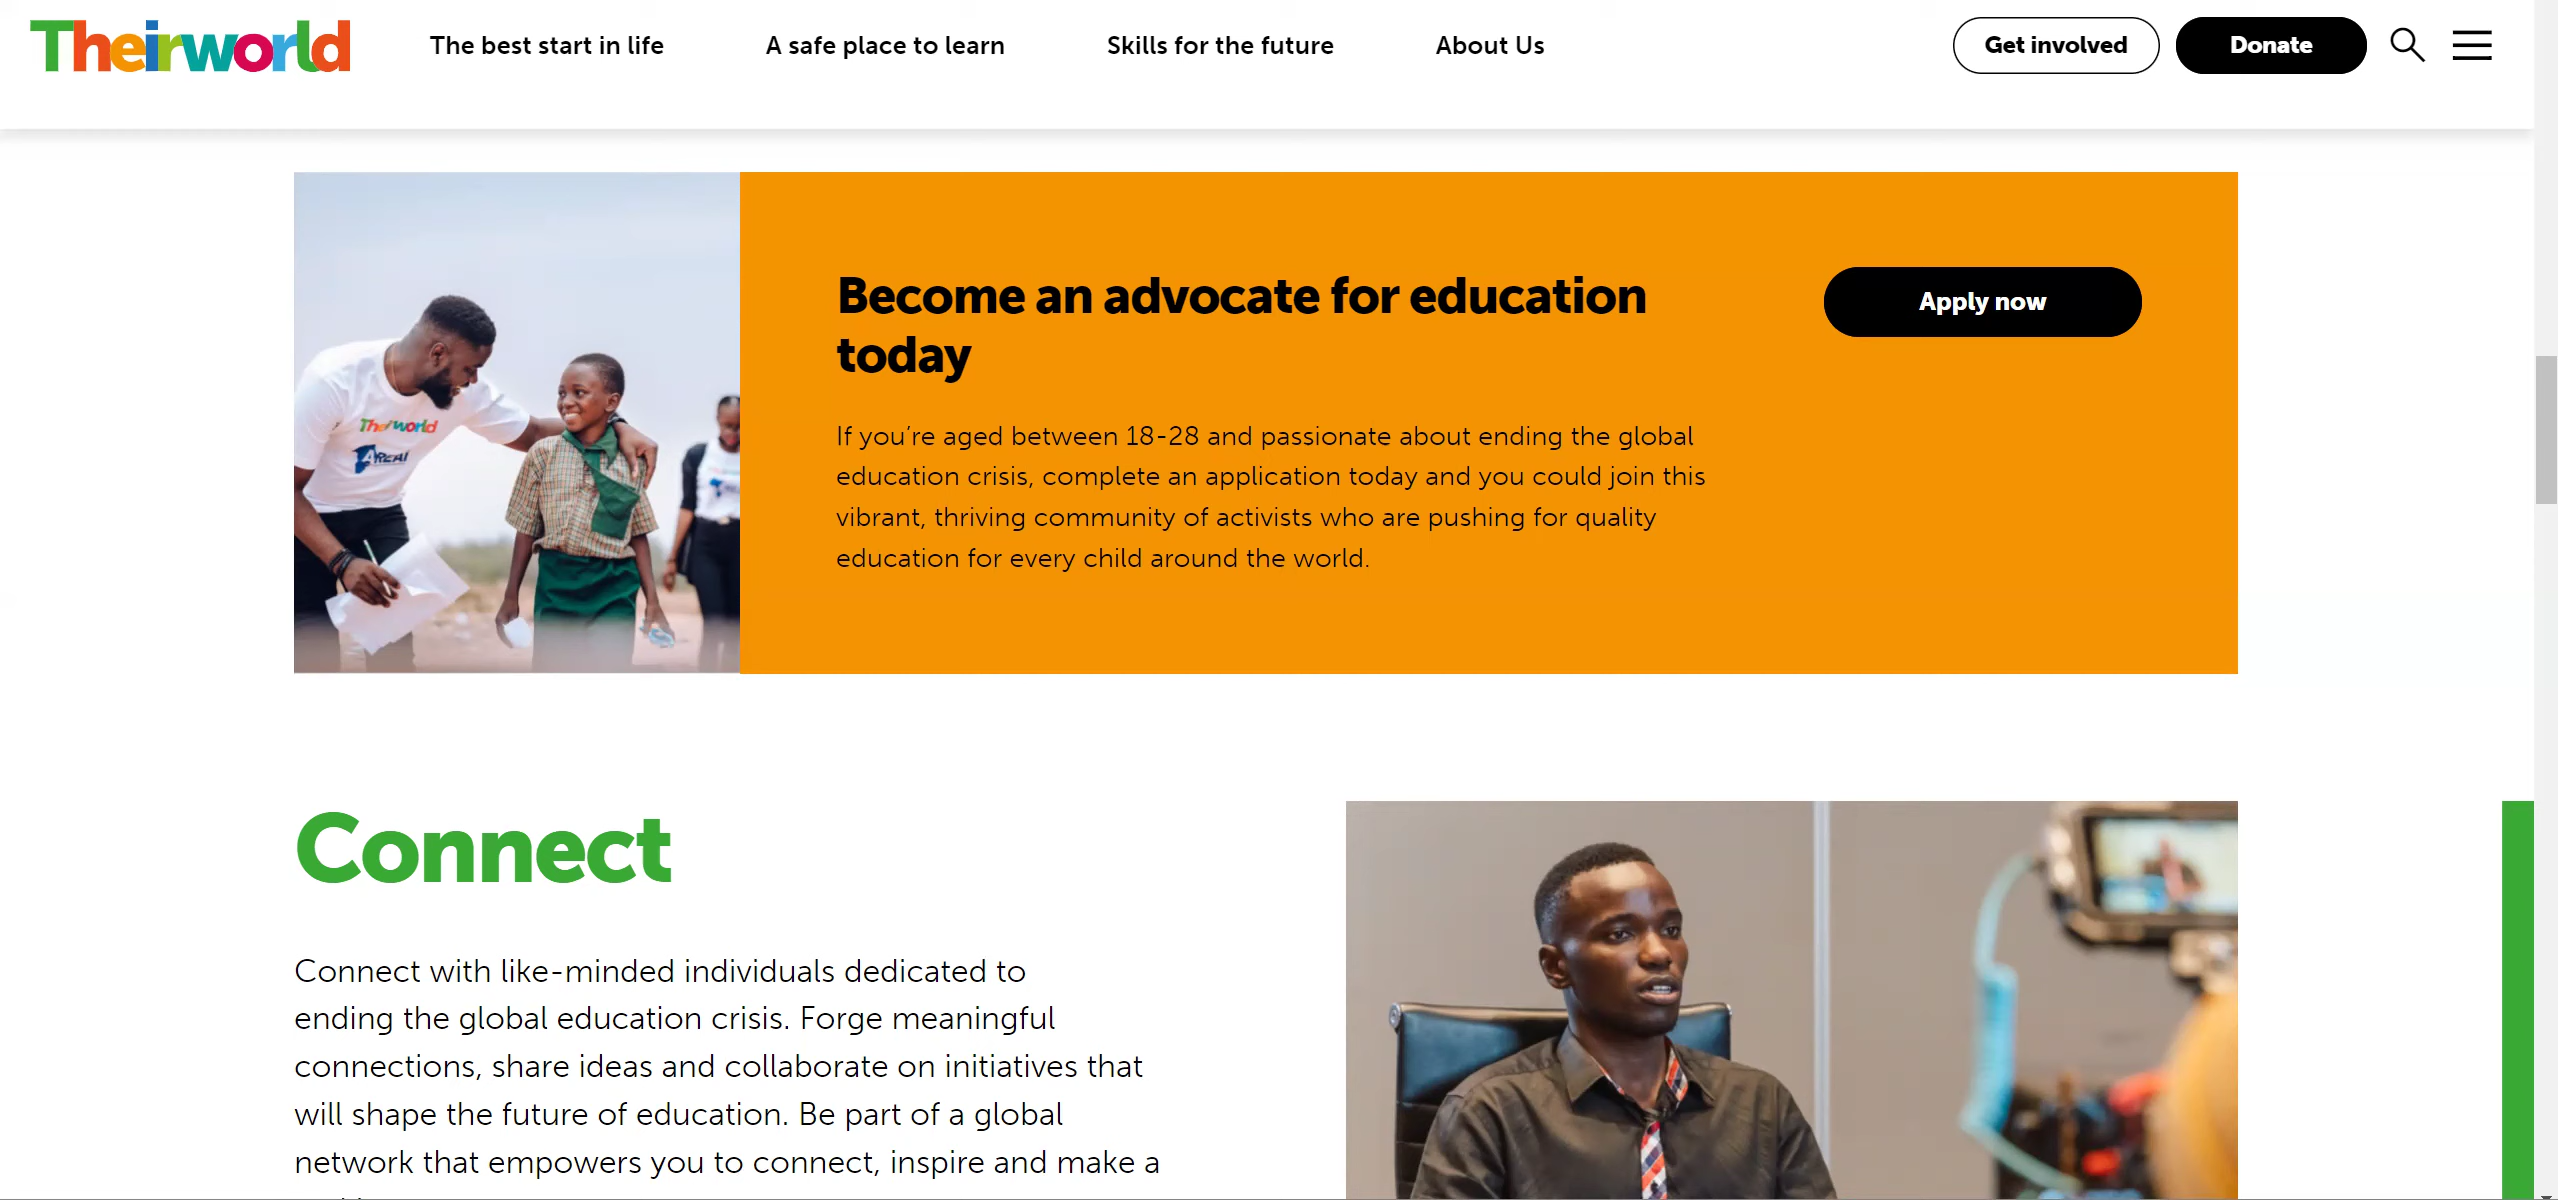 Theirworld
The best start in life
A safe place to learn
Skills for the future
About Us
Get involved
Donate
Theirworld
AREAI
Become an advocate for education
today
Apply now
If you’re aged between 18-28 and passionate about ending the global
education crisis, complete an application today and you could join this
vibrant, thriving community of activists who are pushing for quality
education for every child around the world.
Connect
Connect with like-minded individuals dedicated to
ending the global education crisis. Forge meaningful
connections, share ideas and collaborate on initiatives that
will shape the future of education. Be part of a global
network that empowers you to connect, inspire and make a